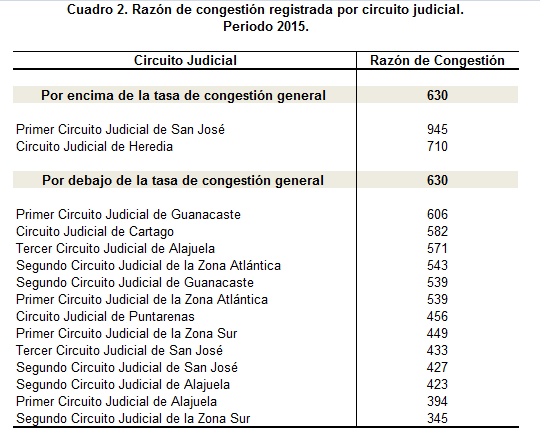 Cuadro 2. Razón de congestión registrada por circuito judicial.
Periodo 2015.
Circuito Judicial Razón de Congestión
Por encima de la tasa de congestión general 630
Primer Circuito Judicial de San José 945
Circuito Judicial de Heredia 710
Por debajo de la tasa de congestión general 630
Primer Circuito Judicial de Guanacaste 606
Circuito Judicial de Cartago 582
Tercer Circuito Judicial de Alajuela 571
Segundo Circuito Judicial de la Zona Atlántica 543
Segundo Circuito Judicial de Guanacaste 539
Primer Circuito Judicial de la Zona Atlántica 539
Circuito Judicial de Puntarenas 456
Primer Circuito Judicial de la Zona Sur 449
Tercer Circuito Judicial de San José 433
Segundo Circuito Judicial de San José 427
Segundo Circuito Judicial de Alajuela 423
Primer Circuito Judicial de Alajuela 394
Segundo Circuito Judicial de la Zona Sur 345